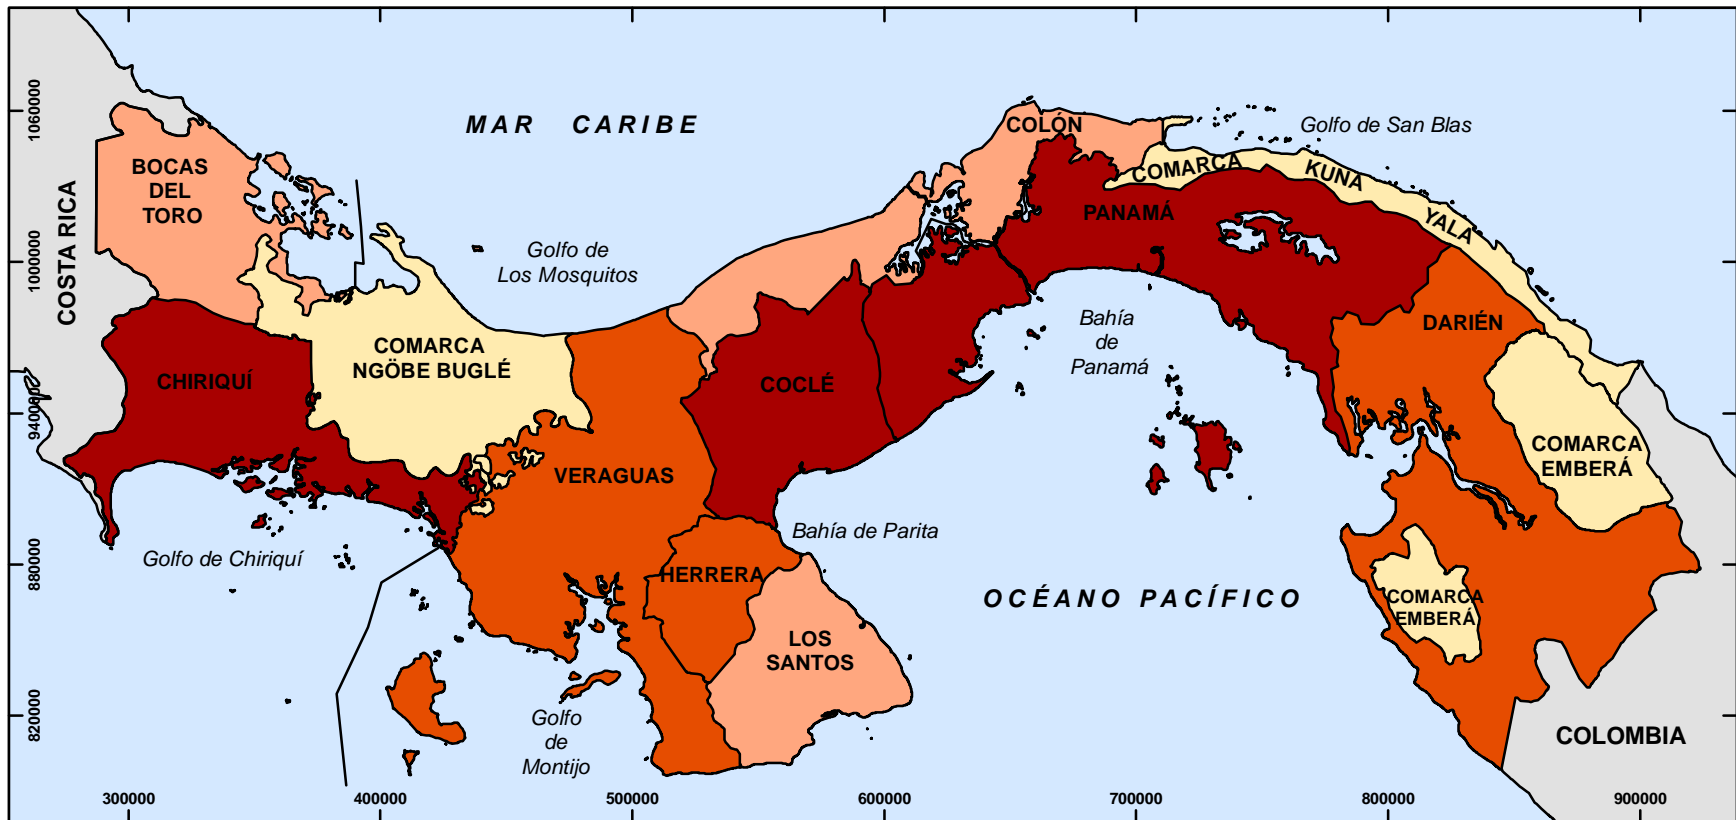 MAR CARIBE
COLÓN
Golfo de San Blas
BOCAS
DEL
TORO
COMARCA
KUNA
YALA
COSTA RICA
PANAMÁ
Golfo de
Los Mosquitos
Bahía
de
Panamá
DARIÉN
COMARCA
NGÖBE BUGLÉ
CHIRIQUÍ
COCLÉ
COMARCA
EMBERÁ
VERAGUAS
Bahía de Parita
Golfo de Chiriquí
HERRERA
OCÉANO PACÍFICO
COMARCA
EMBERÁ
LOS
SANTOS
Golfo
de
Montijo
COLOMBIA
1060000
1000000
940000
880000
820000
300000 400000 500000 600000 700000 800000 900000